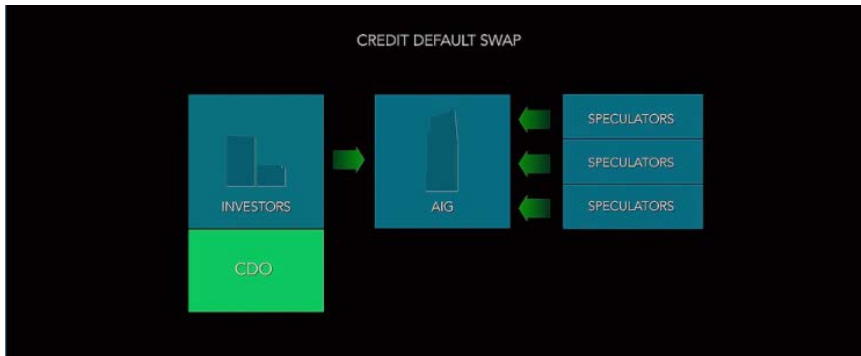 CREDIT DEFAULT SWAP
INVESTORS
CDO
AIG
SPECULATORS
SPECULATORS
SPECULATORS